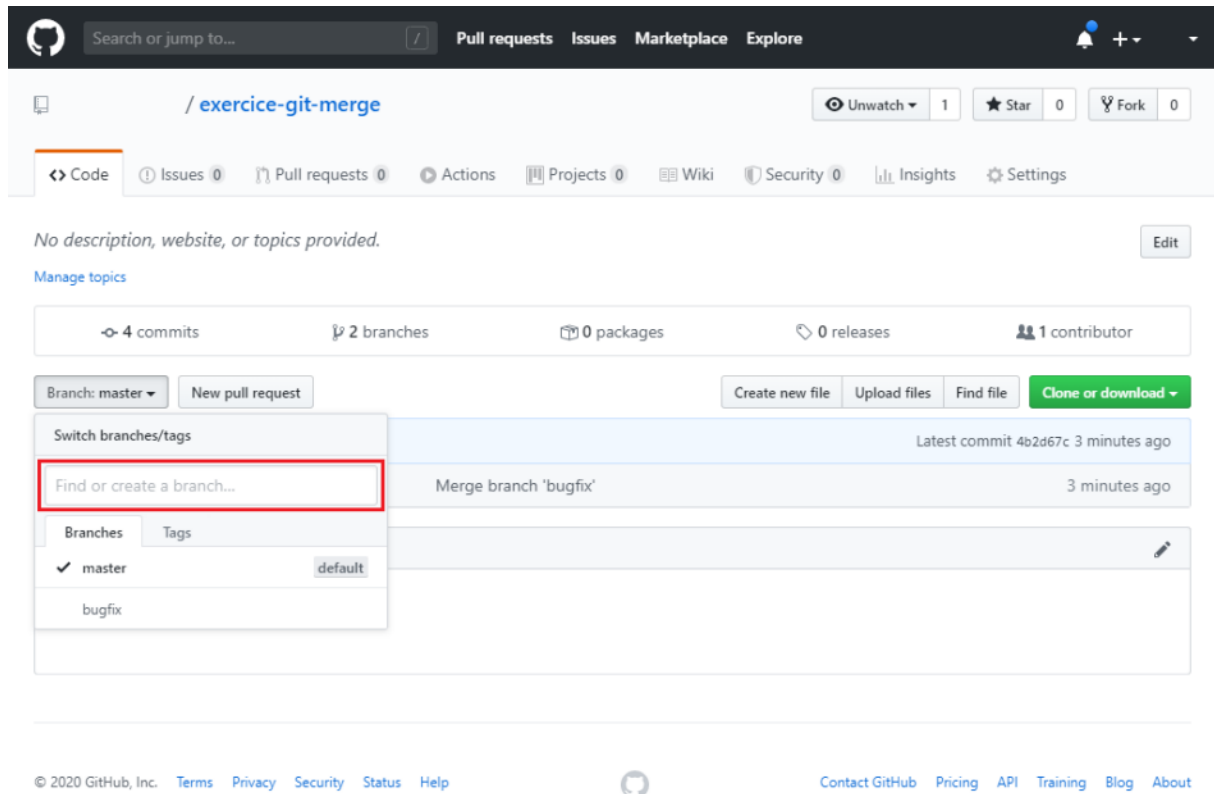 Search or jump to... / Pull requests Issues Marketplace Explore
/ exercice-git-merge Unwatch 1 Star 0 Fork 0
Code Issues 0 Pull requests 0 Actions Projects 0 Wiki Security 0 Insights Settings
No description, website, or topics provided. Edit
Manage topics
4 commits 2 branches 0 packages 0 releases 1 contributor
Branch: master New pull request Create new file Upload files Find file Clone or download
Switch branches/tags Latest commit 4b2d67c 3 minutes ago
Find or create a branch... Merge branch 'bugfix' 3 minutes ago
Branches Tags
master default
bugfix
© 2020 GitHub, Inc. Terms Privacy Security Status Help Contact GitHub Pricing API Training Blog About